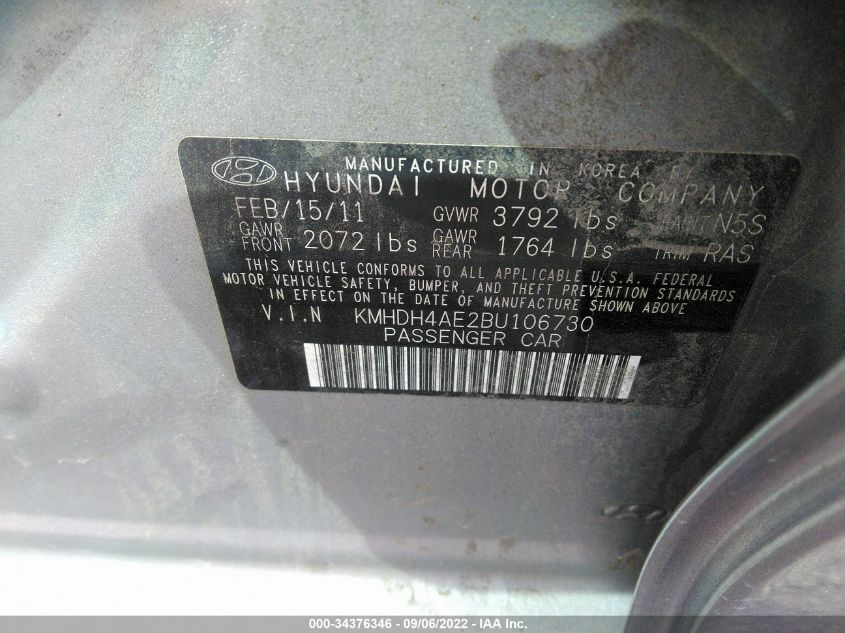 MANUFACTURED IN KOREA BY
HYUNDAI MOTOR COMPANY
FEB/15/11 GVWR 3792 lbs PAINT N5S
GAWR FRONT 2072 lbs GAWR REAR 1764 lbs TRIM RAS
THIS VEHICLE CONFORMS TO ALL APPLICABLE U.S.A. FEDERAL
MOTOR VEHICLE SAFETY, BUMPER, AND THEFT PREVENTION STANDARDS
IN EFFECT ON THE DATE OF MANUFACTURE SHOWN ABOVE
V.I.N KMHDH4AE2BU106730
PASSENGER CAR
000-34376346 - 09/06/2022 - IAA Inc.